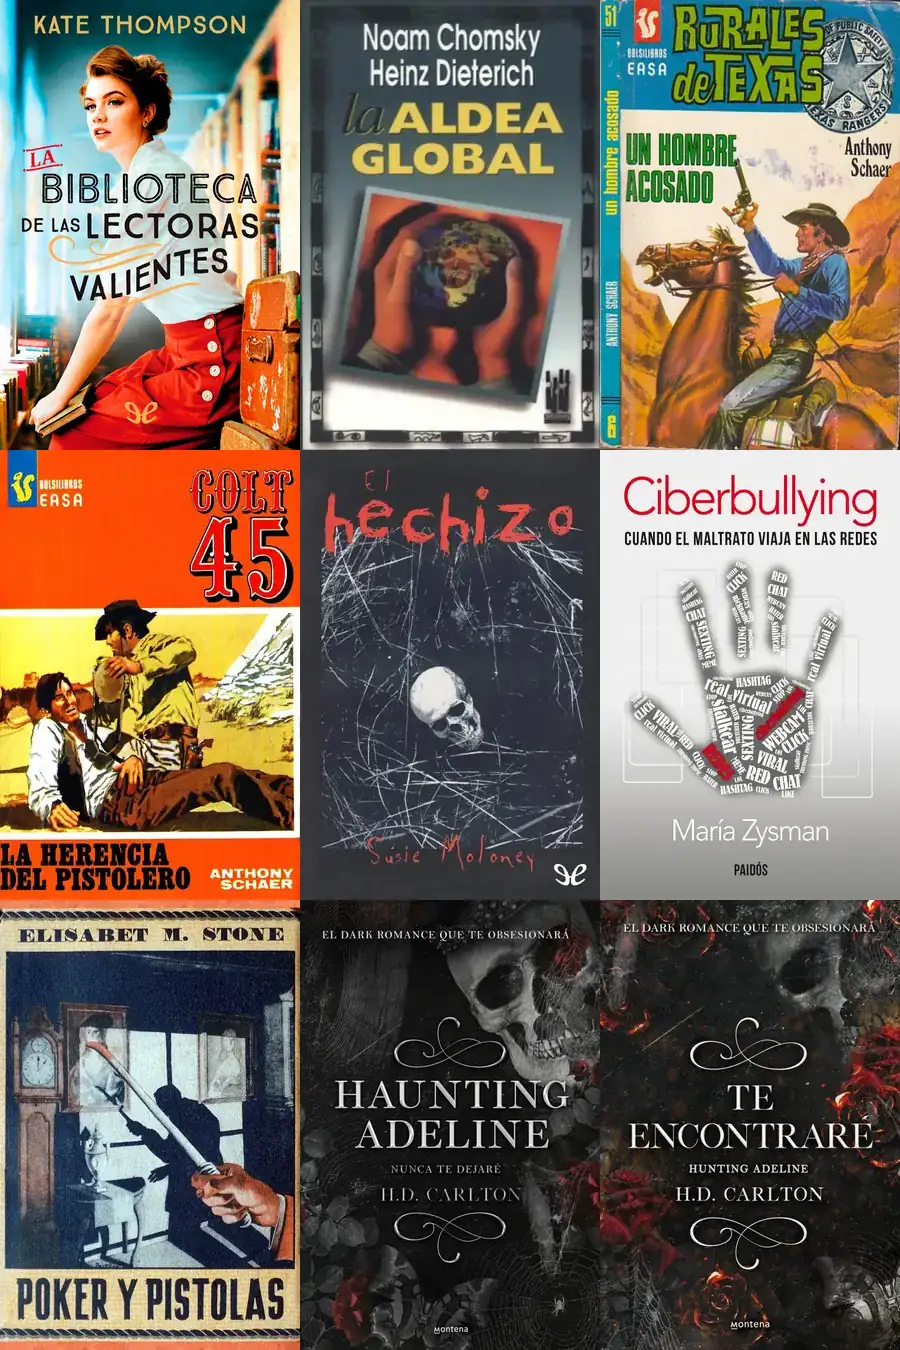 KATE THOMPSON
LA
BIBLIOTECA
DE LAS LECTORAS
VALIENTES
Noam Chomsky
Heinz Dieterich
la ALDEA
GLOBAL
51
BOLSILIBROS
EASA
RURALES
de TEXAS
TEXAS RANGERS
UN HOMBRE
ACOSADO
Anthony
Schaer
un hombre acosado
ANTHONY SCHAER
6
BOLSILIBROS
EASA
COLT
45
LA HERENCIA
DEL PISTOLERO
ANTHONY
SCHAER
El
hechizo
Susie Moloney
Ciberbullying
CUANDO EL MALTRATO VIAJA EN LAS REDES
María Zysman
PAIDÓS
ELISABET M. STONE
POKER Y PISTOLAS
EL DARK ROMANCE QUE TE OBSESIONARÁ
HAUNTING
ADELINE
NUNCA TE DEJARÉ
H.D. CARLTON
Montena
EL DARK ROMANCE QUE TE OBSESIONARÁ
TE
ENCONTRARÉ
HUNTING ADELINE
H.D. CARLTON
Montena